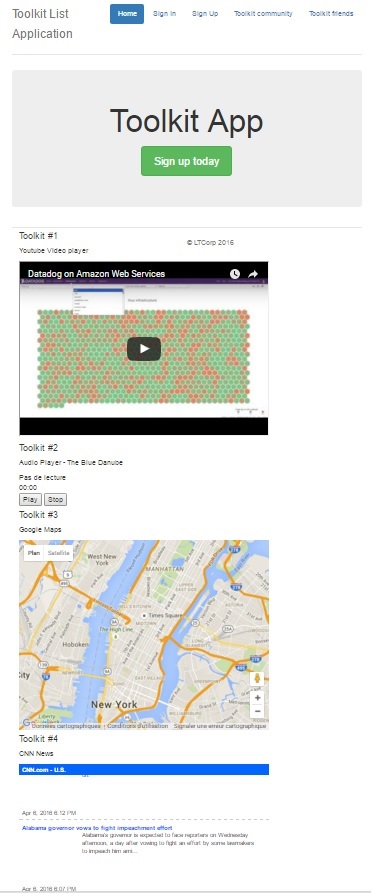 Toolkit List
Application
Home
Sign In
Sign Up
Toolkit community
Toolkit friends
Toolkit App
Sign up today
Toolkit #1
© LTCorp 2016
Youtube Video player
Datadog on Amazon Web Services
Toolkit #2
Audio Player - The Blue Danube
Pas de lecture
00:00
Play
Stop
Toolkit #3
Google Maps
Plan
Satellite
West New
York
MANHATTAN
Times Square
The High Line
Hoboken
New York
Liberty
Données cartographiques
Conditions d'utilisation
Signaler une erreur cartographique
Toolkit #4
CNN News
CNN.com - U.S.
Apr 6, 2016 6:12 PM
Alabama governor vows to fight impeachment effort
Alabama's governor is expected to face reporters on Wednesday
afternoon, a day after vowing to fight an effort by some lawmakers
to impeach him ami...
Apr 6, 2016 6:07 PM